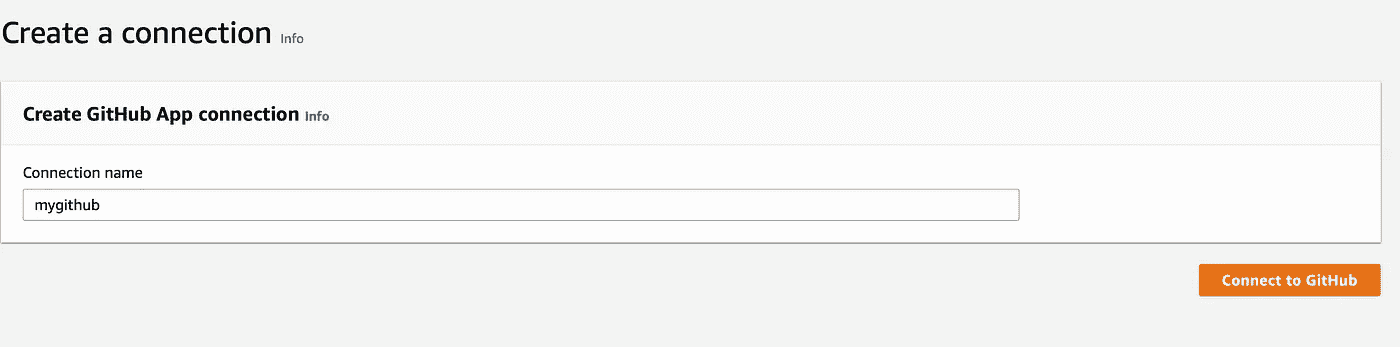 Create a connection Info
Create GitHub App connection Info
Connection name
mygithub
Connect to GitHub